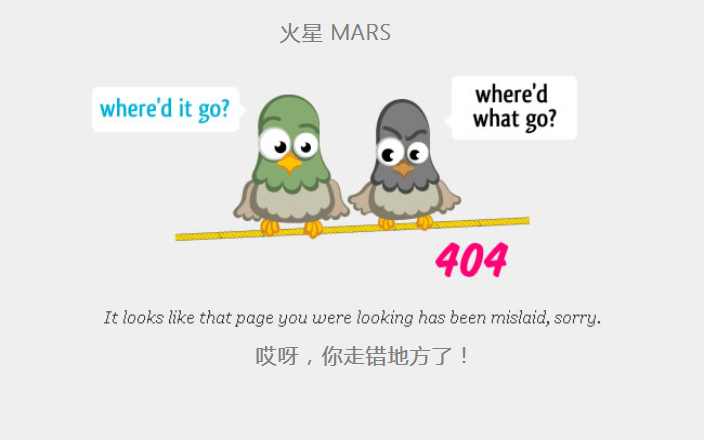 火星 MARS
where'd it go?
where'd
what go?
404
It looks like that page you were looking has been mislaid, sorry.
哎呀，你走错地方了！